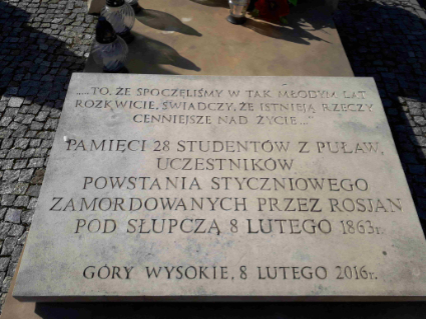 „...TO, ŻE SPOCZĘLIŚMY W TAK MŁODYM LAT
ROZKWICIE, ŚWIADCZY, ŻE ISTNIEJĄ RZECZY
CENNIEJSZE NAD ŻYCIE..."
PAMIĘCI 28 STUDENTÓW Z PUŁAW,
UCZESTNIKÓW
POWSTANIA STYCZNIOWEGO
ZAMORDOWANYCH PRZEZ ROSJAN
POD SŁUPCZĄ 8 LUTEGO 1863r.
GÓRY WYSOKIE, 8 LUTEGO 2016r.